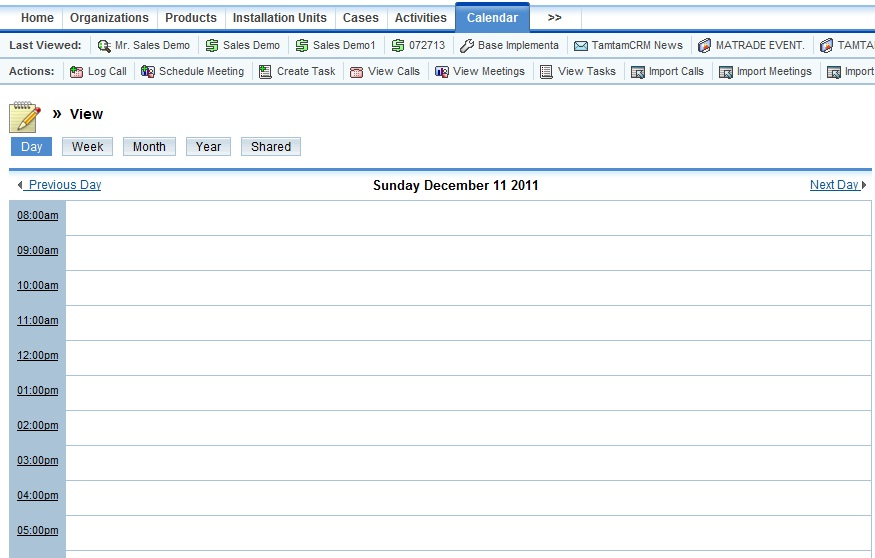 Home Organizations Products Installation Units Cases Activities Calendar >>
Last Viewed: Mr. Sales Demo Sales Demo Sales Demo1 072713 Base Implementa TamtamCRM News MATRADE EVENT. TAMTA
Actions: Log Call Schedule Meeting Create Task View Calls View Meetings View Tasks Import Calls Import Meetings Import
» View
Day Week Month Year Shared
Previous Day Sunday December 11 2011 Next Day
08:00am
09:00am
10:00am
11:00am
12:00pm
01:00pm
02:00pm
03:00pm
04:00pm
05:00pm